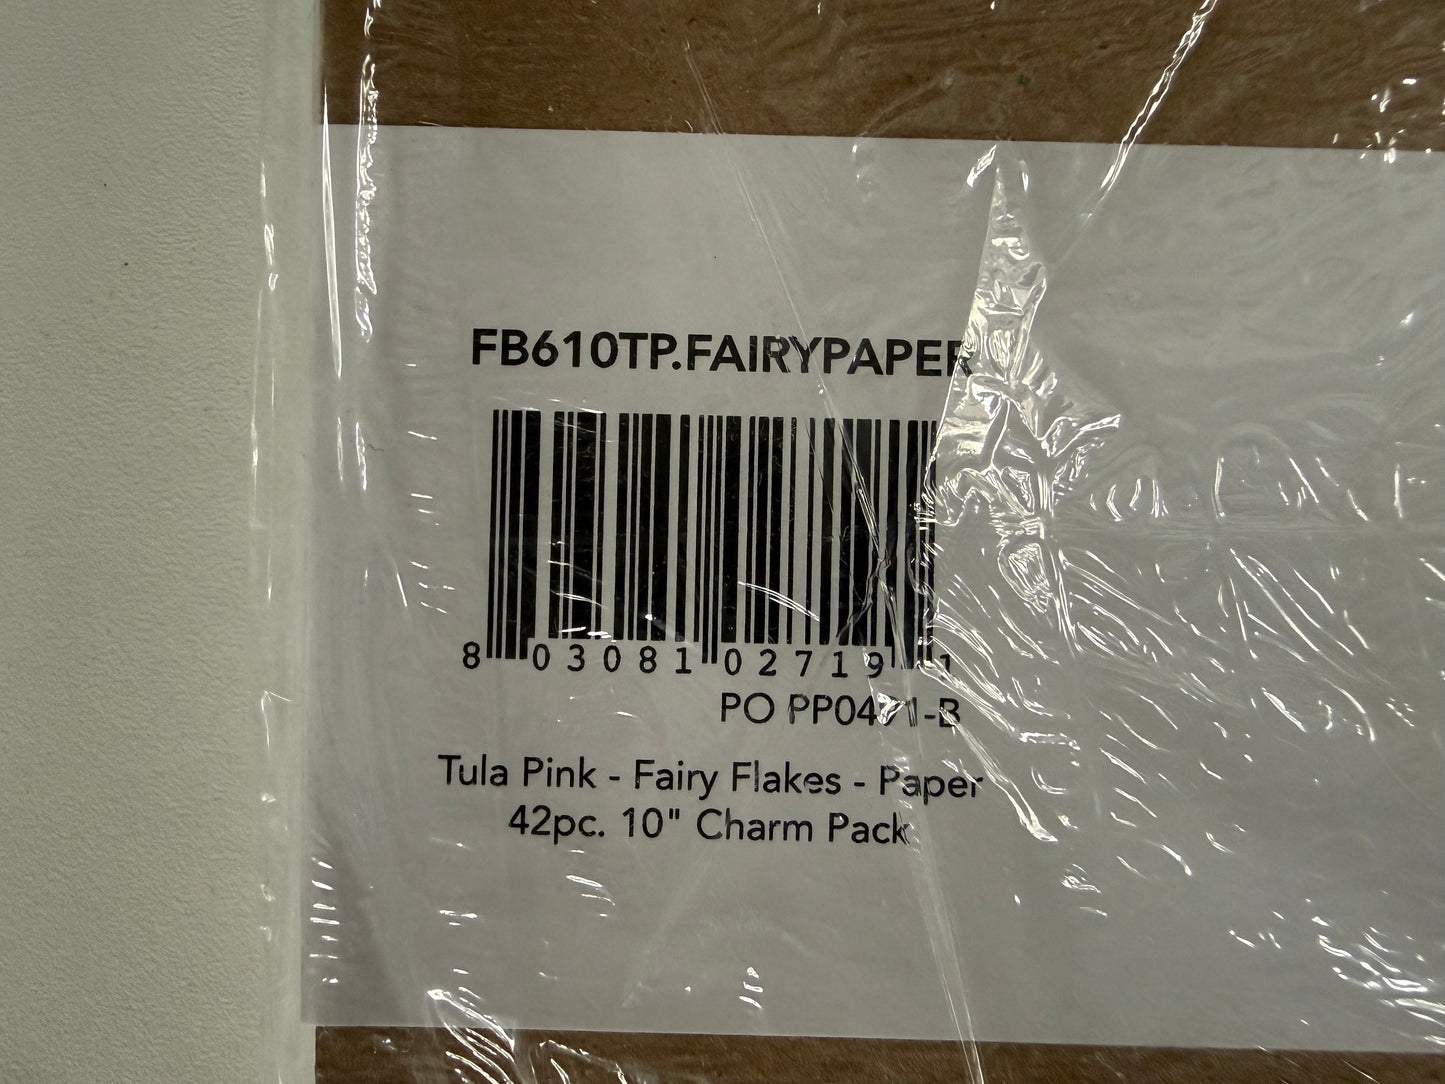 FB610TP.FAIRYPAPER
8 03081 02719 1
PO PP0471-B
Tula Pink - Fairy Flakes - Paper
42pc. 10" Charm Pack